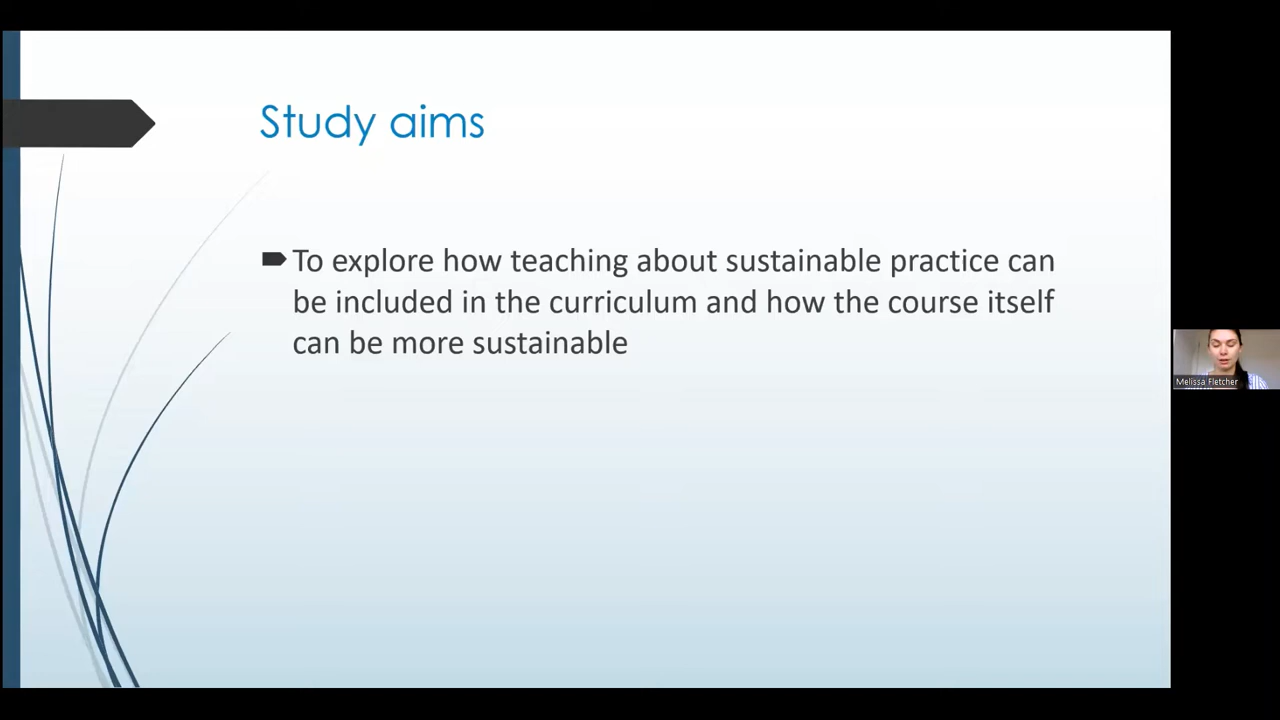 Study aims
To explore how teaching about sustainable practice can
be included in the curriculum and how the course itself
can be more sustainable
Melissa Fletcher